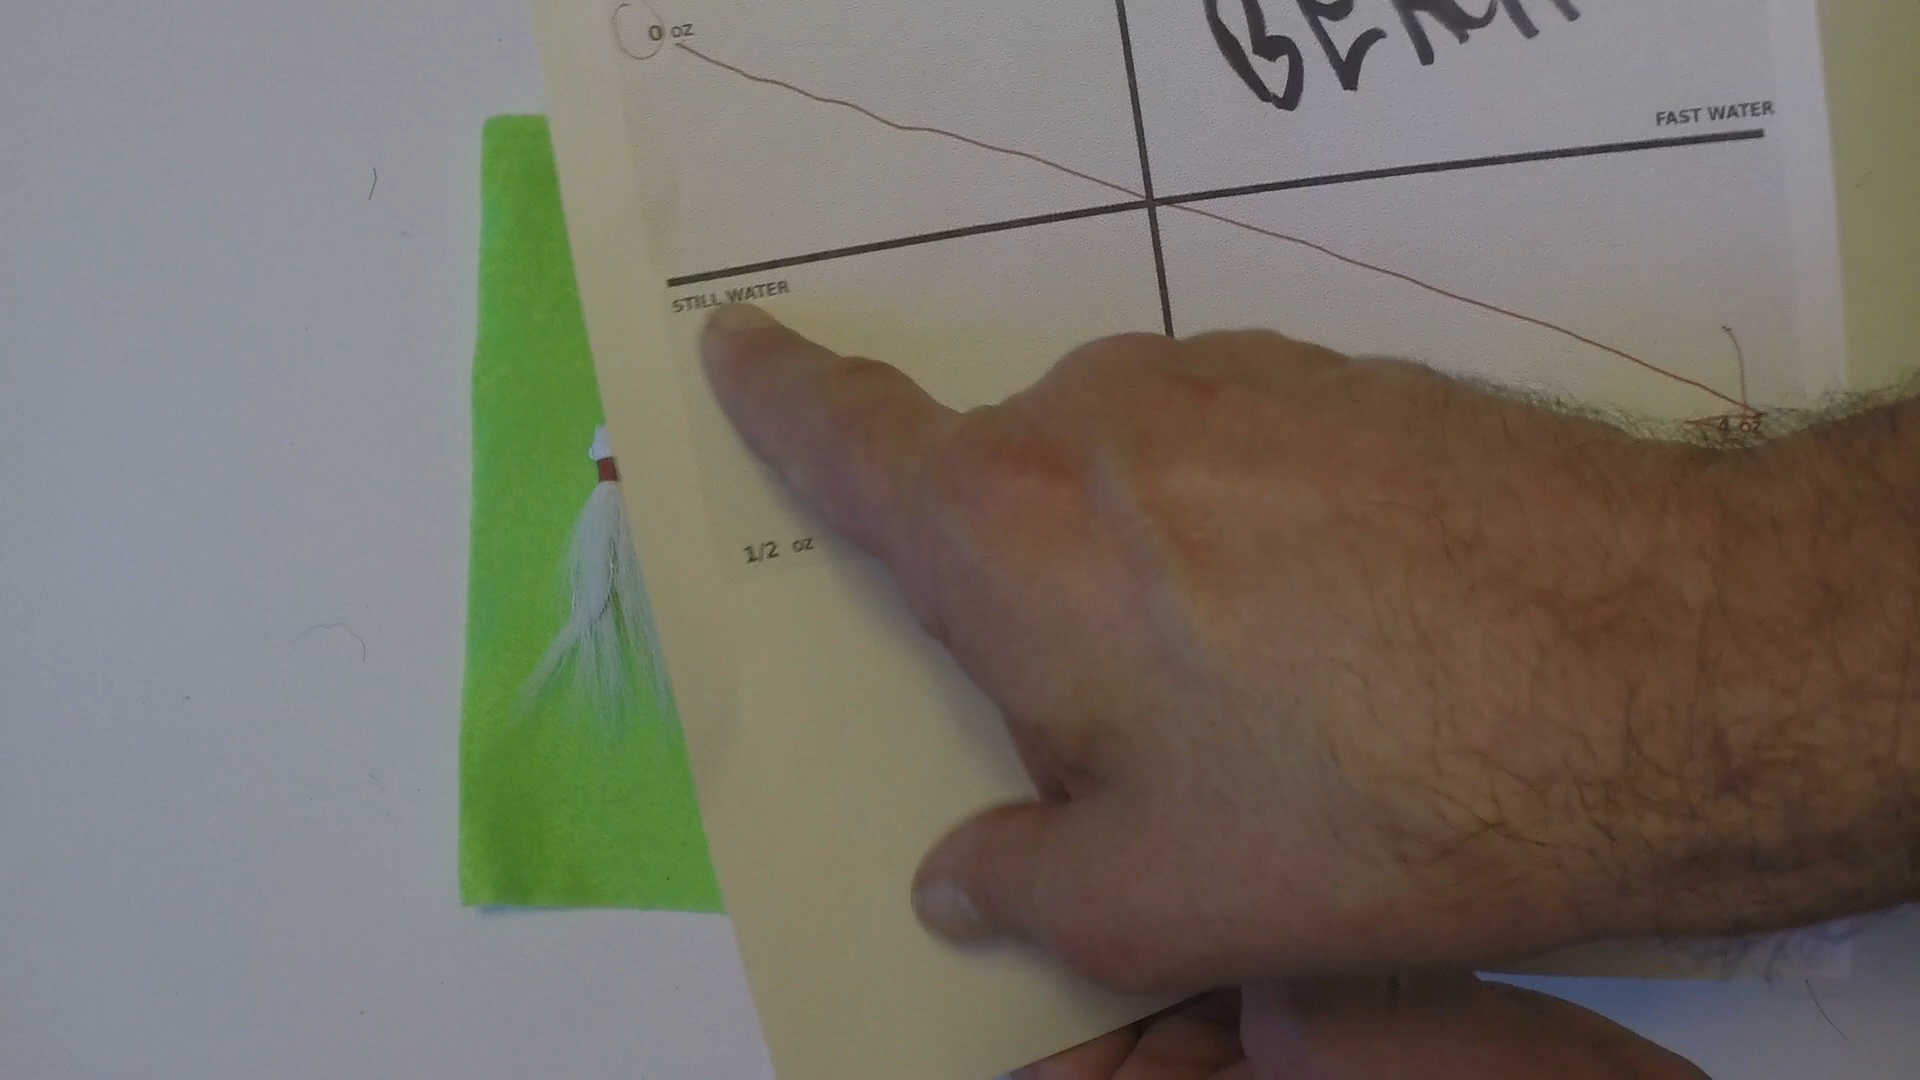 0 oz
FAST WATER
STILL WATER
4 oz
1/2 oz